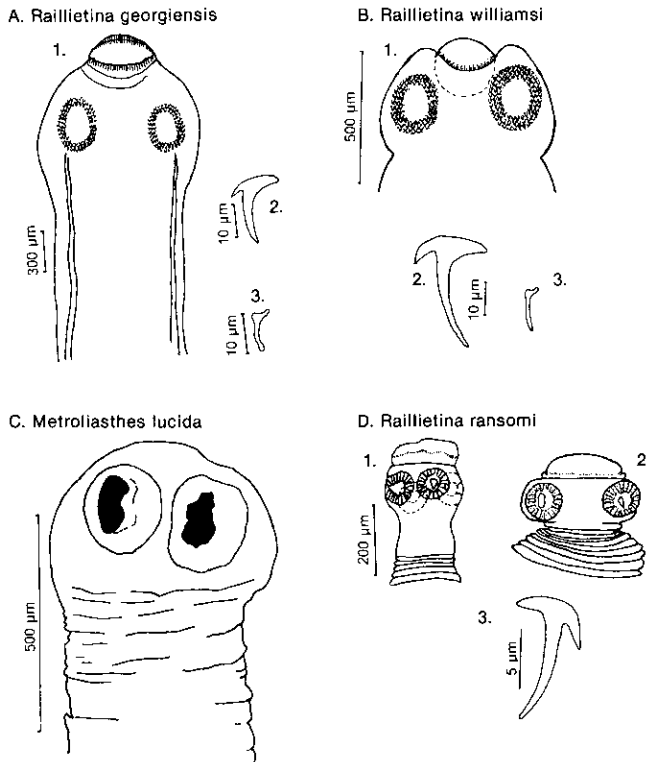 A. Raillietina georgiensis
1.
300 µm
10 µm
2.
10 µm
3.
B. Raillietina williamsi
1.
500 µm
2.
10 µm
3.
C. Metroliasthes lucida
500 µm
D. Raillietina ransomi
1.
200 µm
2
3.
5 µm